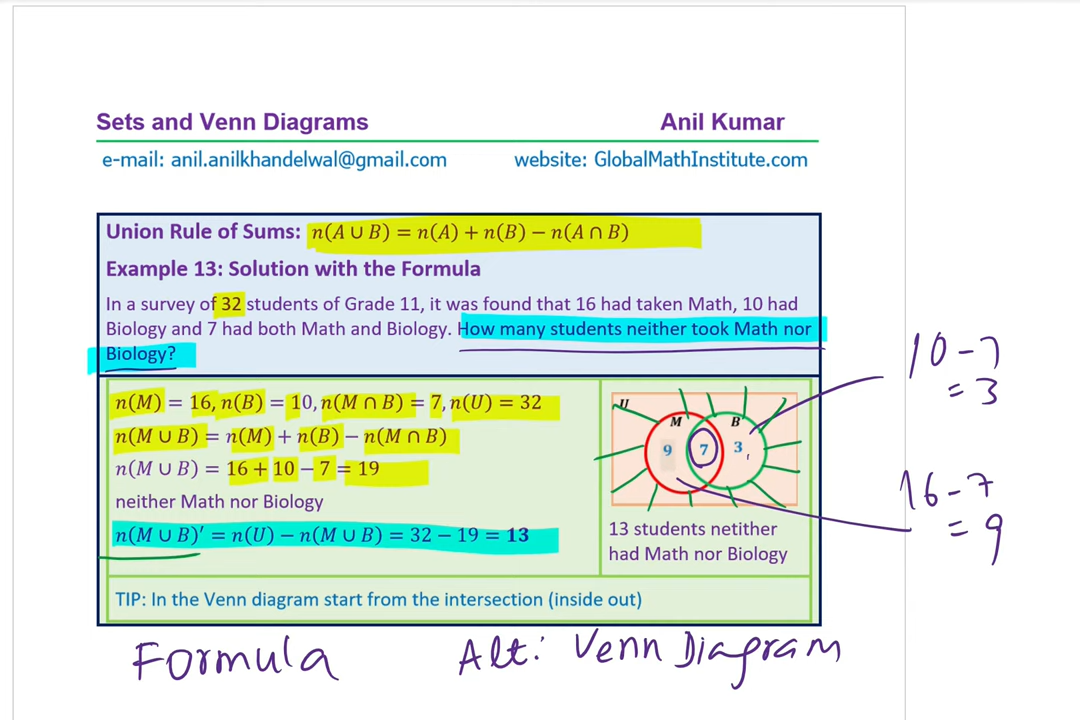 Sets and Venn Diagrams Anil Kumar
e-mail: anil.anilkhandelwal@gmail.com website: GlobalMathInstitute.com
Union Rule of Sums: n(A ∪ B) = n(A) + n(B) − n(A ∩ B)
Example 13: Solution with the Formula
In a survey of 32 students of Grade 11, it was found that 16 had taken Math, 10 had
Biology and 7 had both Math and Biology. How many students neither took Math nor
Biology?
n(M) = 16, n(B) = 10, n(M ∩ B) = 7, n(U) = 32
n(M ∪ B) = n(M) + n(B) − n(M ∩ B)
n(M ∪ B) = 16 + 10 − 7 = 19
neither Math nor Biology
n(M ∪ B)′ = n(U) − n(M ∪ B) = 32 − 19 = 13
U
M B
9 7 3
13 students netither
had Math nor Biology
10 - 7
= 3
16 - 7
= 9
TIP: In the Venn diagram start from the intersection (inside out)
Formula Alt: Venn Diagram